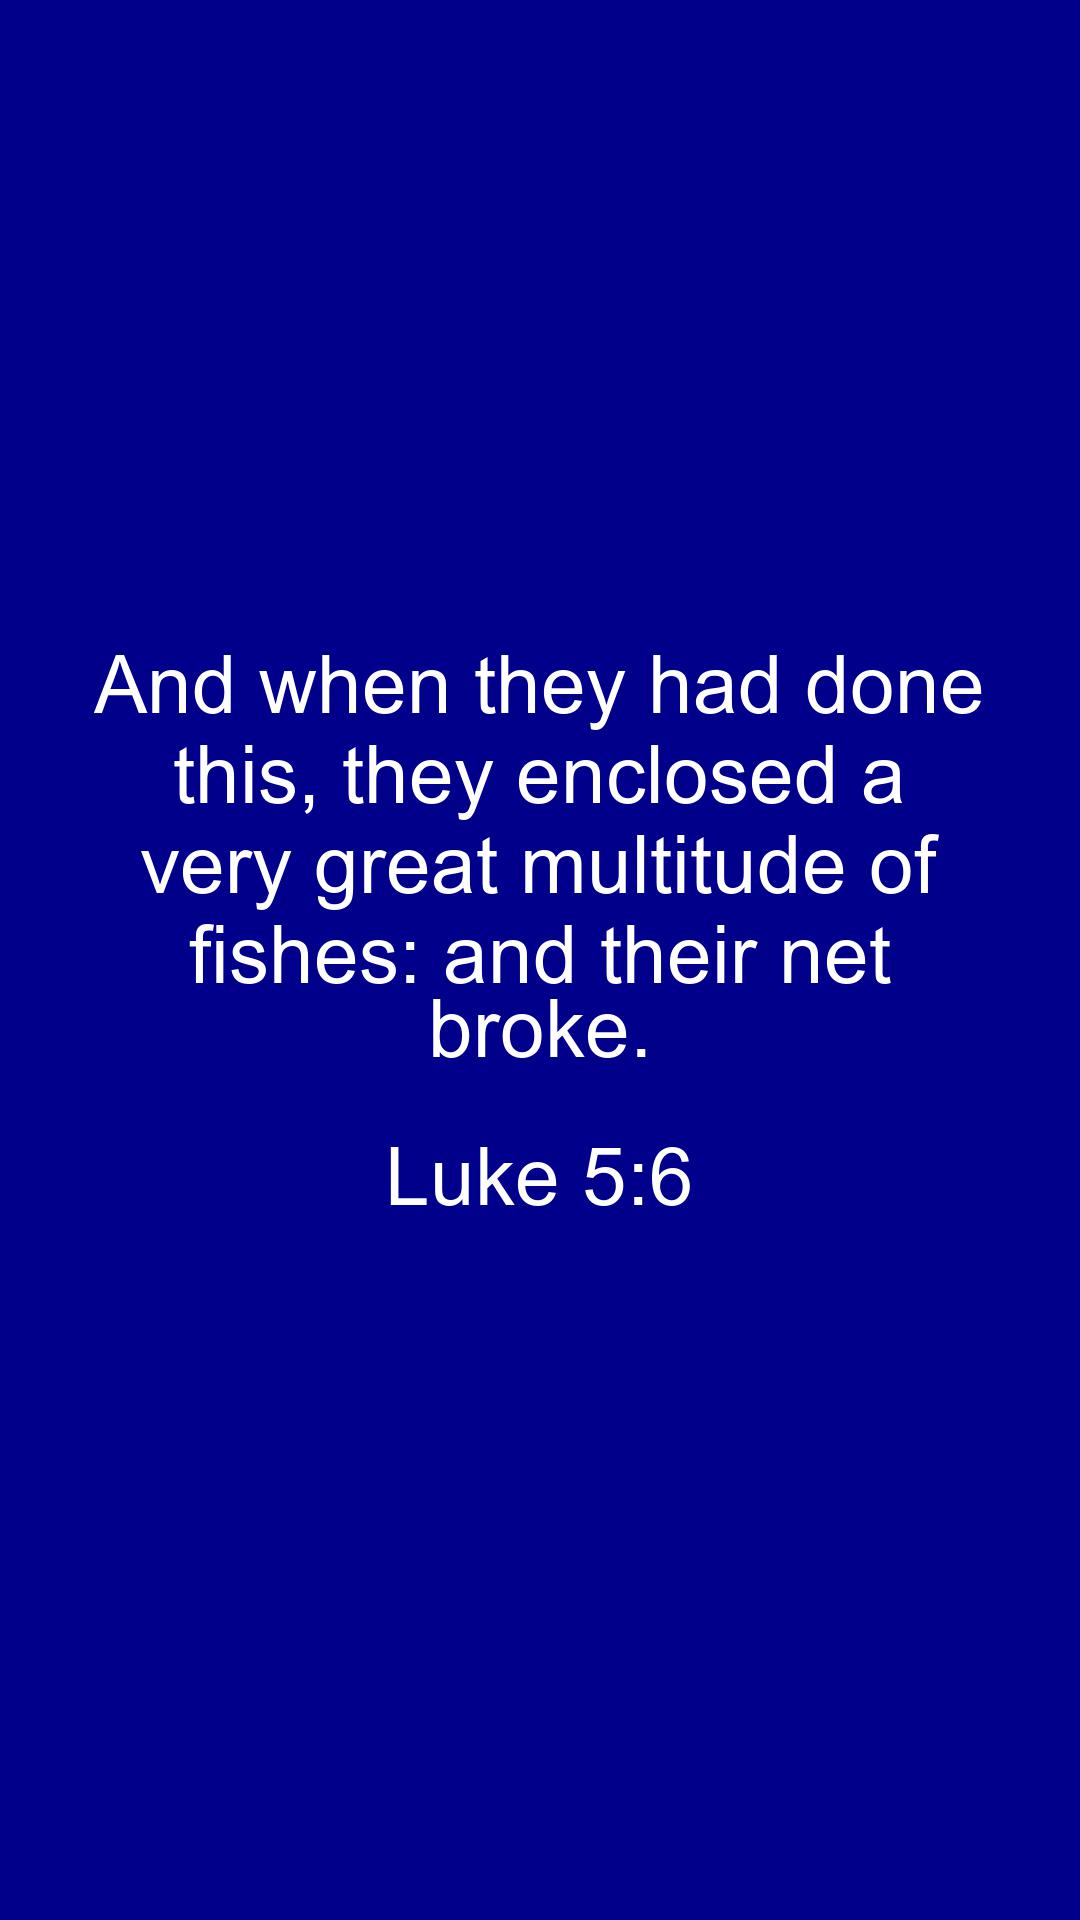 And when they had done
this, they enclosed a
very great multitude of
fishes: and their net
broke.
Luke 5:6